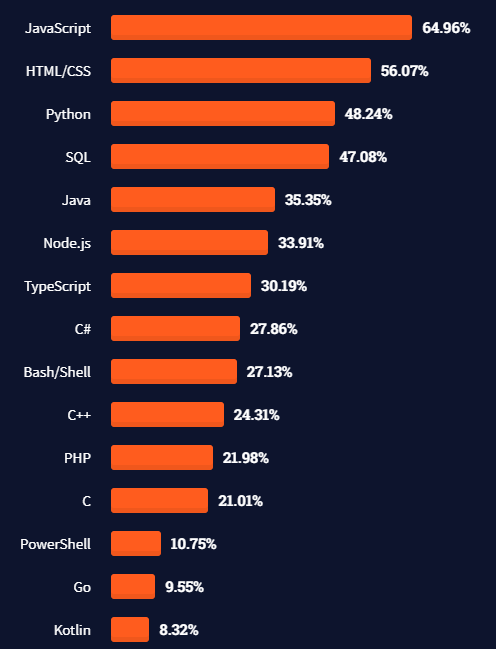 JavaScript 64.96%
HTML/CSS 56.07%
Python 48.24%
SQL 47.08%
Java 35.35%
Node.js 33.91%
TypeScript 30.19%
C# 27.86%
Bash/Shell 27.13%
C++ 24.31%
PHP 21.98%
C 21.01%
PowerShell 10.75%
Go 9.55%
Kotlin 8.32%